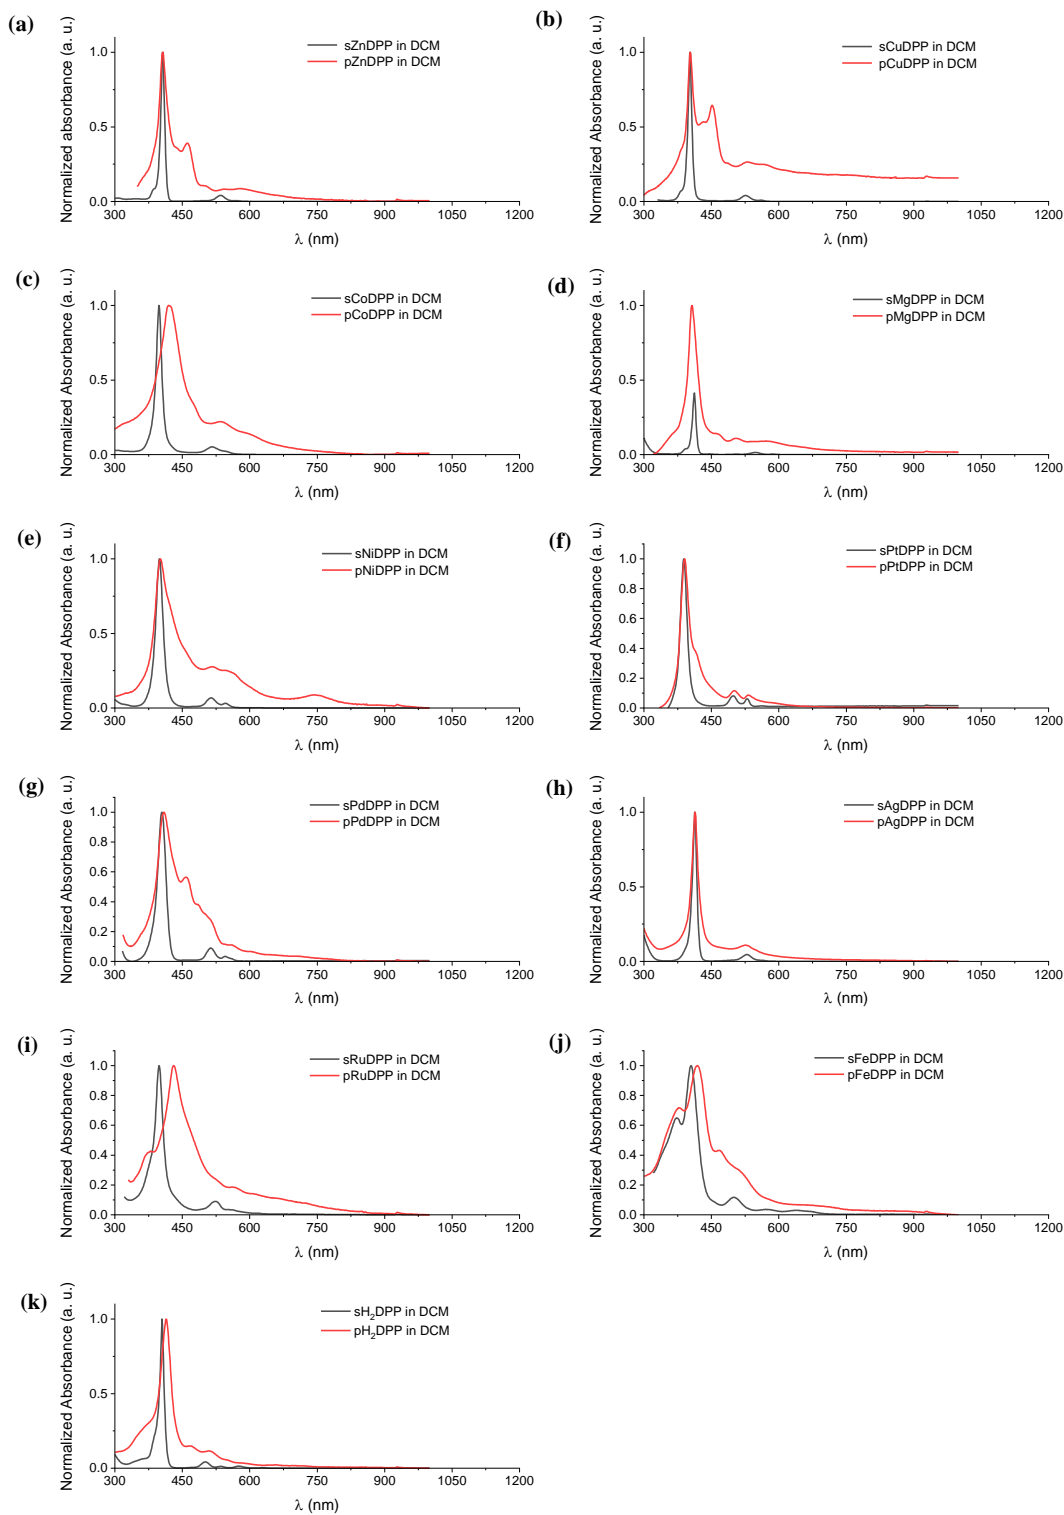 (a)
sZnDPP in DCM
pZnDPP in DCM
Normalized absorbance (a. u.)
1.0
0.5
0.0
300 450 600 750 900 1050 1200
λ (nm)
(b)
sCuDPP in DCM
pCuDPP in DCM
Normalized Absorbance (a. u.)
1.0
0.5
0.0
300 450 600 750 900 1050 1200
λ (nm)
(c)
sCoDPP in DCM
pCoDPP in DCM
Normalized Absorbance (a. u.)
1.0
0.5
0.0
300 450 600 750 900 1050 1200
λ (nm)
(d)
sMgDPP in DCM
pMgDPP in DCM
Normalized Absorbance (a. u.)
1.0
0.5
0.0
300 450 600 750 900 1050 1200
λ (nm)
(e)
sNiDPP in DCM
pNiDPP in DCM
Normalized Absorbance (a. u.)
1.0
0.5
0.0
300 450 600 750 900 1050 1200
λ (nm)
(f)
sPtDPP in DCM
pPtDPP in DCM
Normalized Absorbance (a. u.)
1.0
0.8
0.6
0.4
0.2
0.0
300 450 600 750 900 1050 1200
λ (nm)
(g)
sPdDPP in DCM
pPdDPP in DCM
Normalized Absorbance (a. u.)
1.0
0.8
0.6
0.4
0.2
0.0
300 450 600 750 900 1050 1200
λ (nm)
(h)
sAgDPP in DCM
pAgDPP in DCM
Normalized Absorbance (a. u.)
1.0
0.5
0.0
300 450 600 750 900 1050 1200
λ (nm)
(i)
sRuDPP in DCM
pRuDPP in DCM
Normalized Absorbance (a. u.)
1.0
0.8
0.6
0.4
0.2
0.0
300 450 600 750 900 1050 1200
λ (nm)
(j)
sFeDPP in DCM
pFeDPP in DCM
Normalized Absorbance (a. u.)
1.0
0.8
0.6
0.4
0.2
0.0
300 450 600 750 900 1050 1200
λ (nm)
(k)
sH₂DPP in DCM
pH₂DPP in DCM
Normalized Absorbance (a. u.)
1.0
0.5
0.0
300 450 600 750 900 1050 1200
λ (nm)